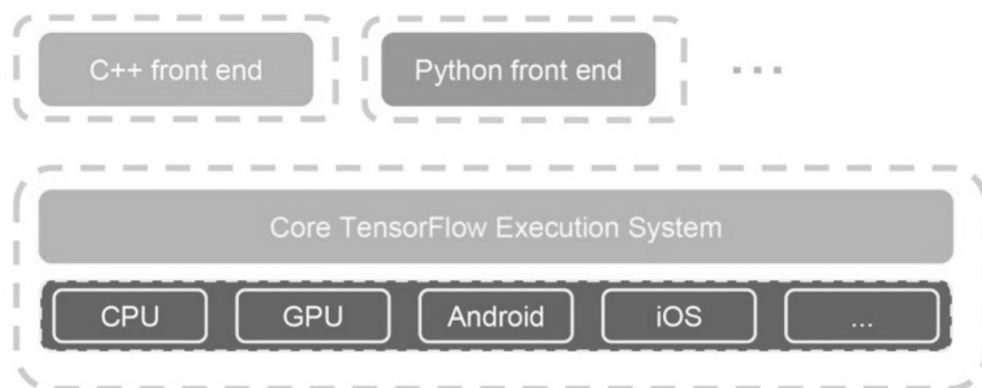 C++ front end
Python front end
...
Core TensorFlow Execution System
CPU
GPU
Android
iOS
...